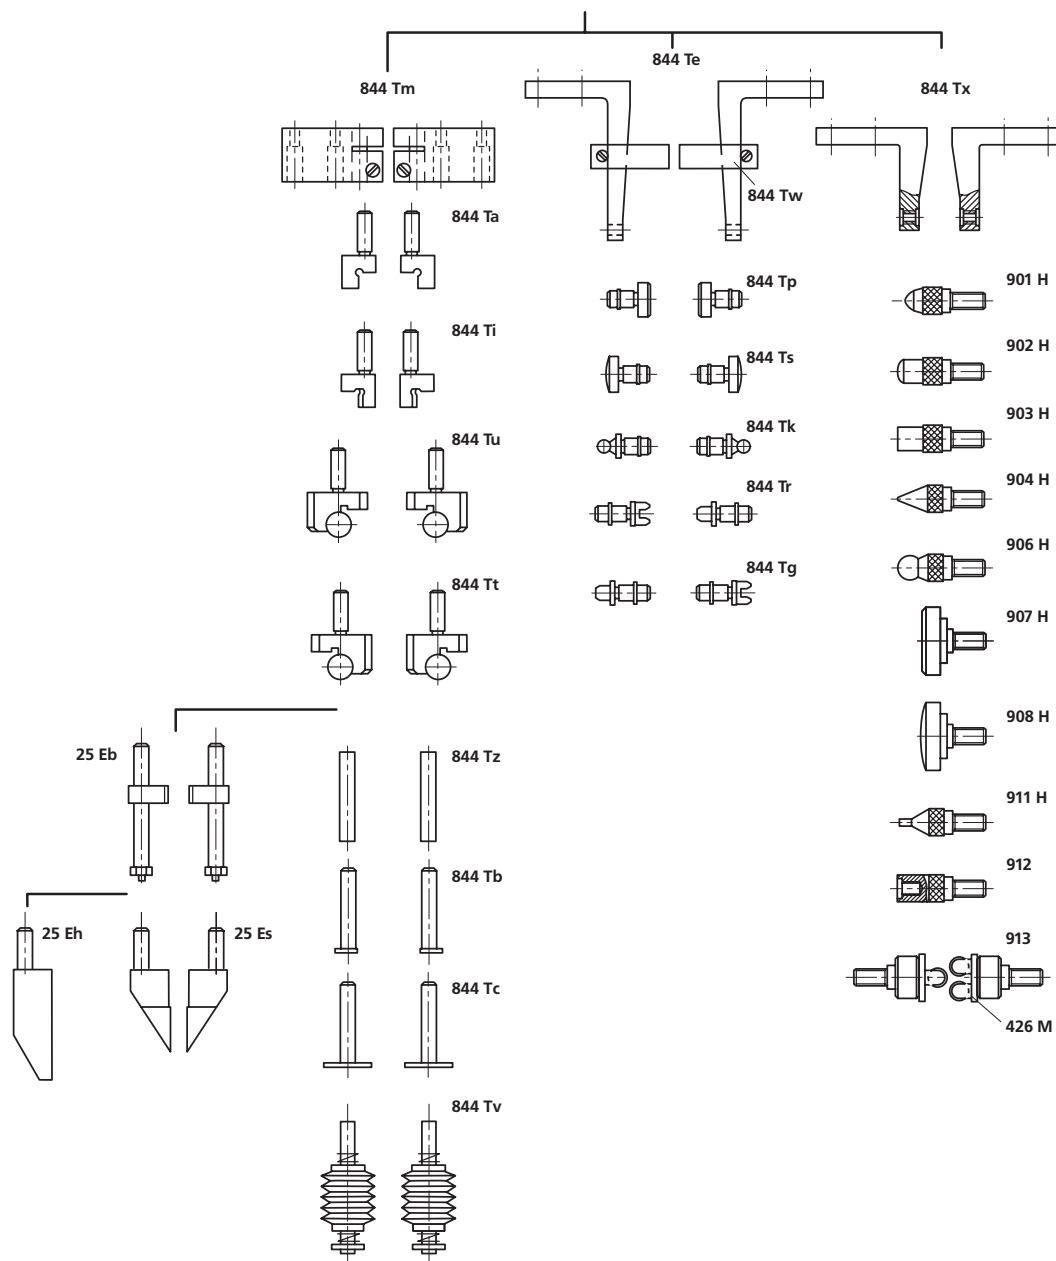 844 Te
844 Tm
844 Tx
844 Tw
844 Ta
844 Ti
844 Tu
844 Tt
844 Tp
844 Ts
844 Tk
844 Tr
844 Tg
901 H
902 H
903 H
904 H
906 H
907 H
908 H
911 H
912
913
426 M
25 Eb
25 Eh
25 Es
844 Tz
844 Tb
844 Tc
844 Tv